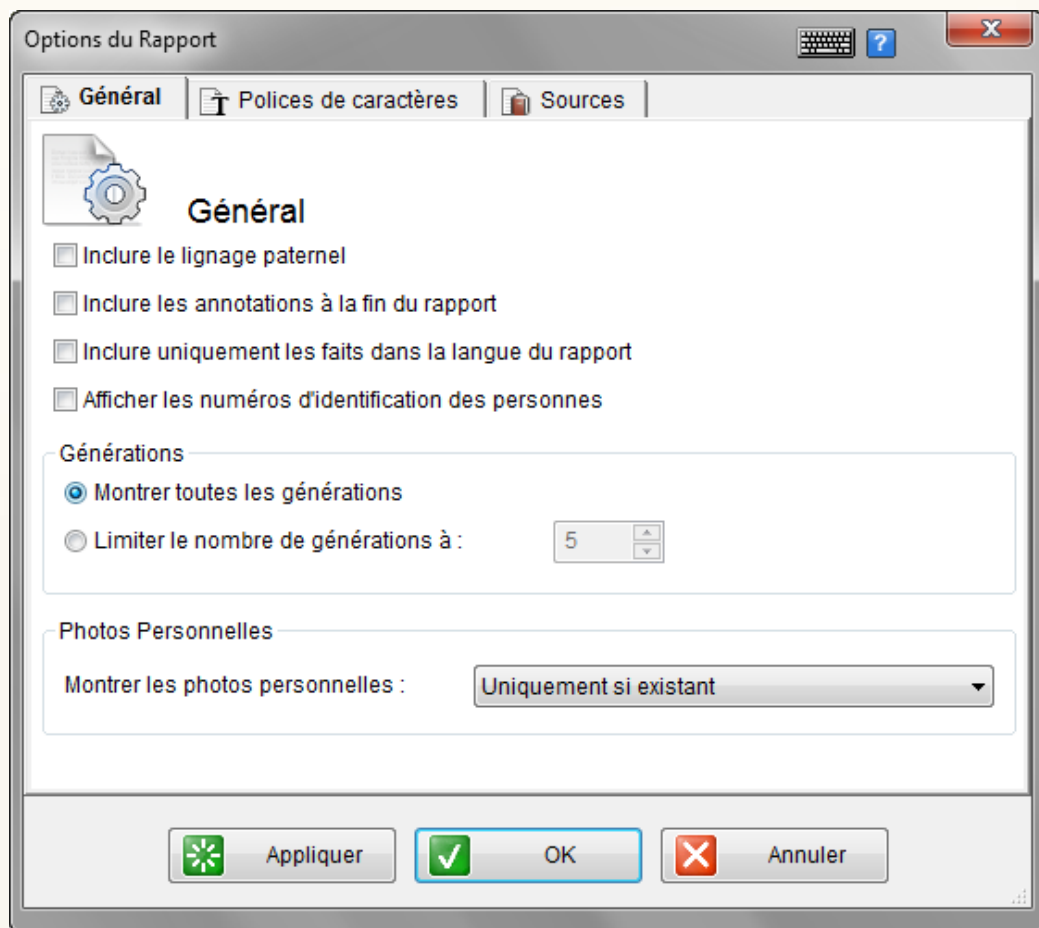 Options du Rapport
?
Général
Polices de caractères
Sources
Général
Inclure le lignage paternel
Inclure les annotations à la fin du rapport
Inclure uniquement les faits dans la langue du rapport
Afficher les numéros d'identification des personnes
Générations
Montrer toutes les générations
Limiter le nombre de générations à : 5
Photos Personnelles
Montrer les photos personnelles : Uniquement si existant
Appliquer OK Annuler